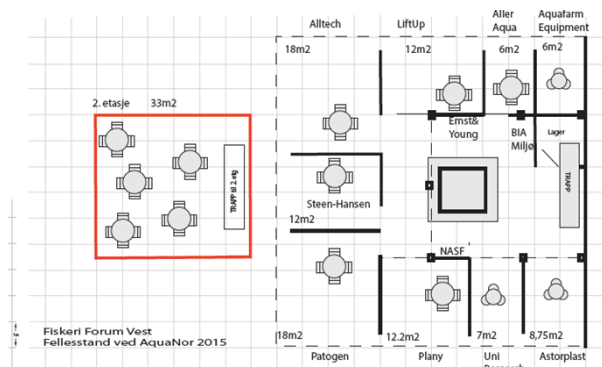 Alltech
LiftUp
Aller
Aqua
Aquafarm
Equipment
18m2
12m2
6m2
6m2
2. etasje 33m2
Ernst&
Young
BIA
Miljø
Lager
TRAPP til 2.etg
TRAPP
Steen-Hansen
12m2
NASF
18m2
12.2m2
7m2
8,75m2
Fiskeri Forum Vest
Fellesstand ved AquaNor 2015
Patogen
Plany
Uni
Astorplast